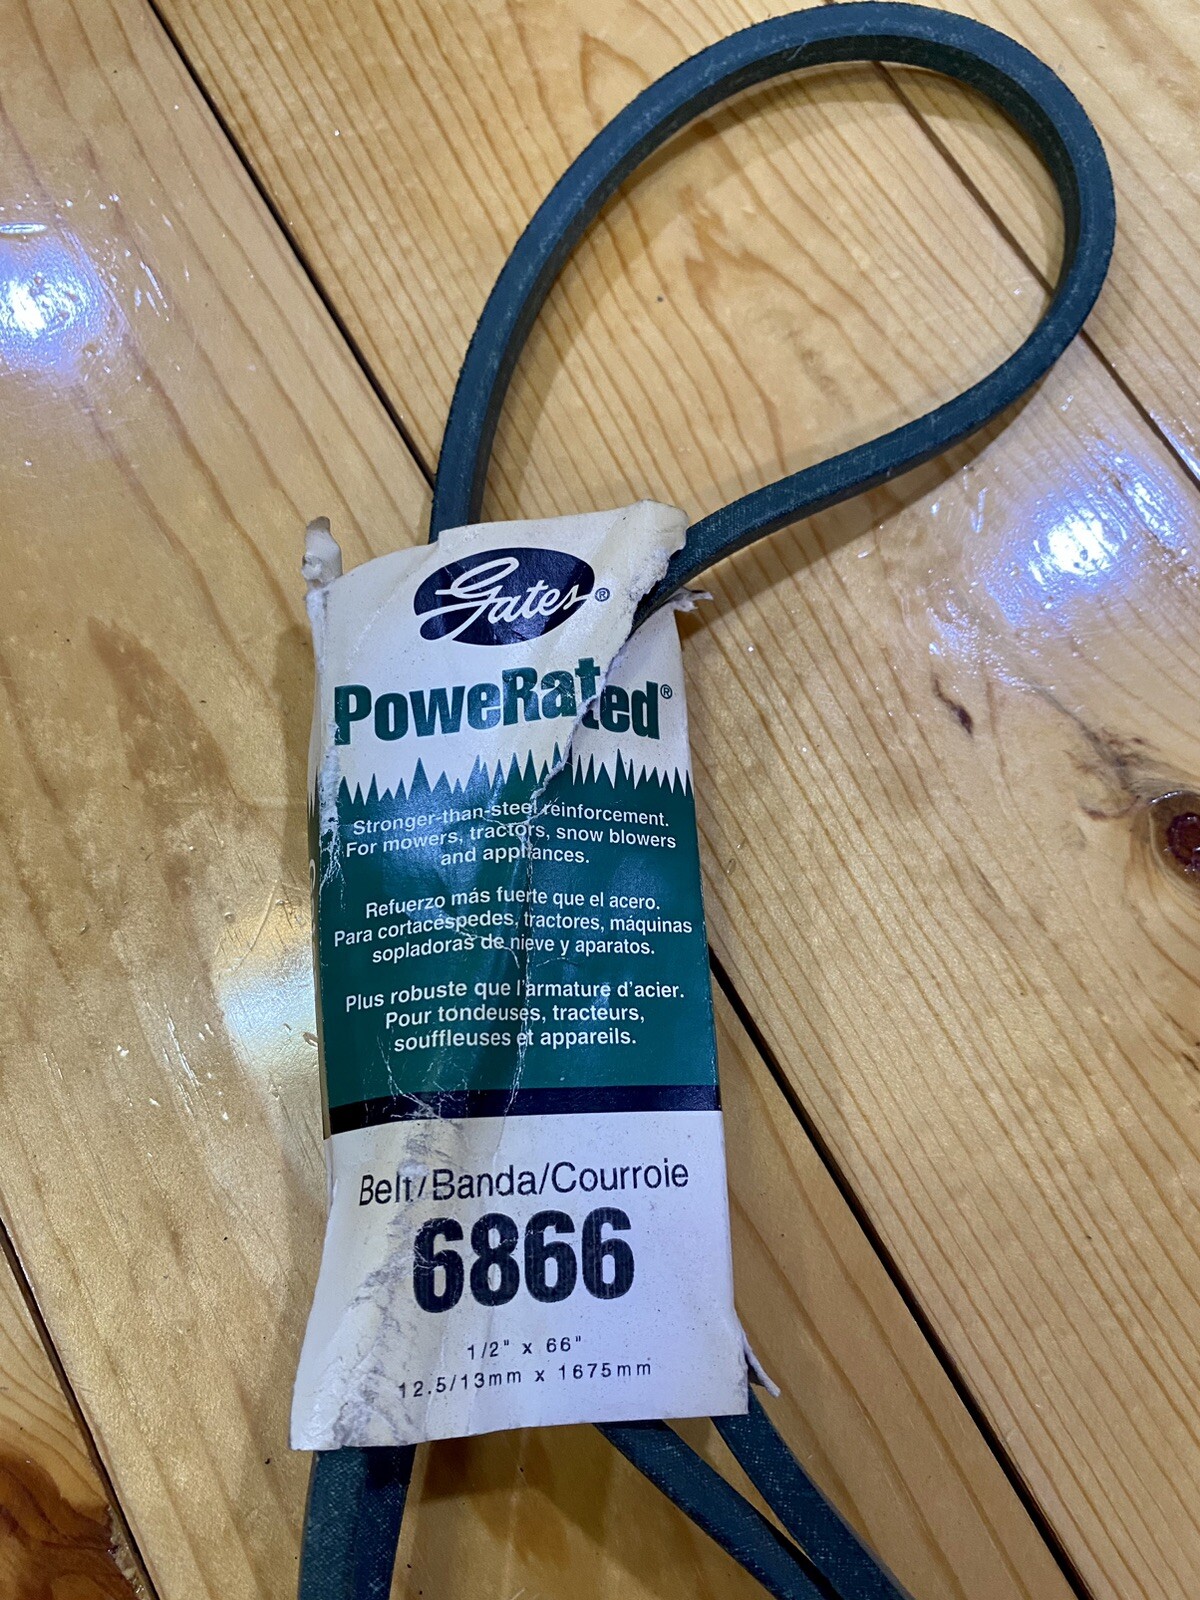 Gates®
PoweRated®
Stronger-than-steel reinforcement.
For mowers, tractors, snow blowers
and appliances.
Refuerzo más fuerte que el acero.
Para cortacéspedes, tractores, máquinas
sopladoras de nieve y aparatos.
Plus robuste que l'armature d'acier.
Pour tondeuses, tracteurs,
souffleuses et appareils.
Belt/Banda/Courroie
6866
1/2" x 66"
12.5/13mm x 1675mm